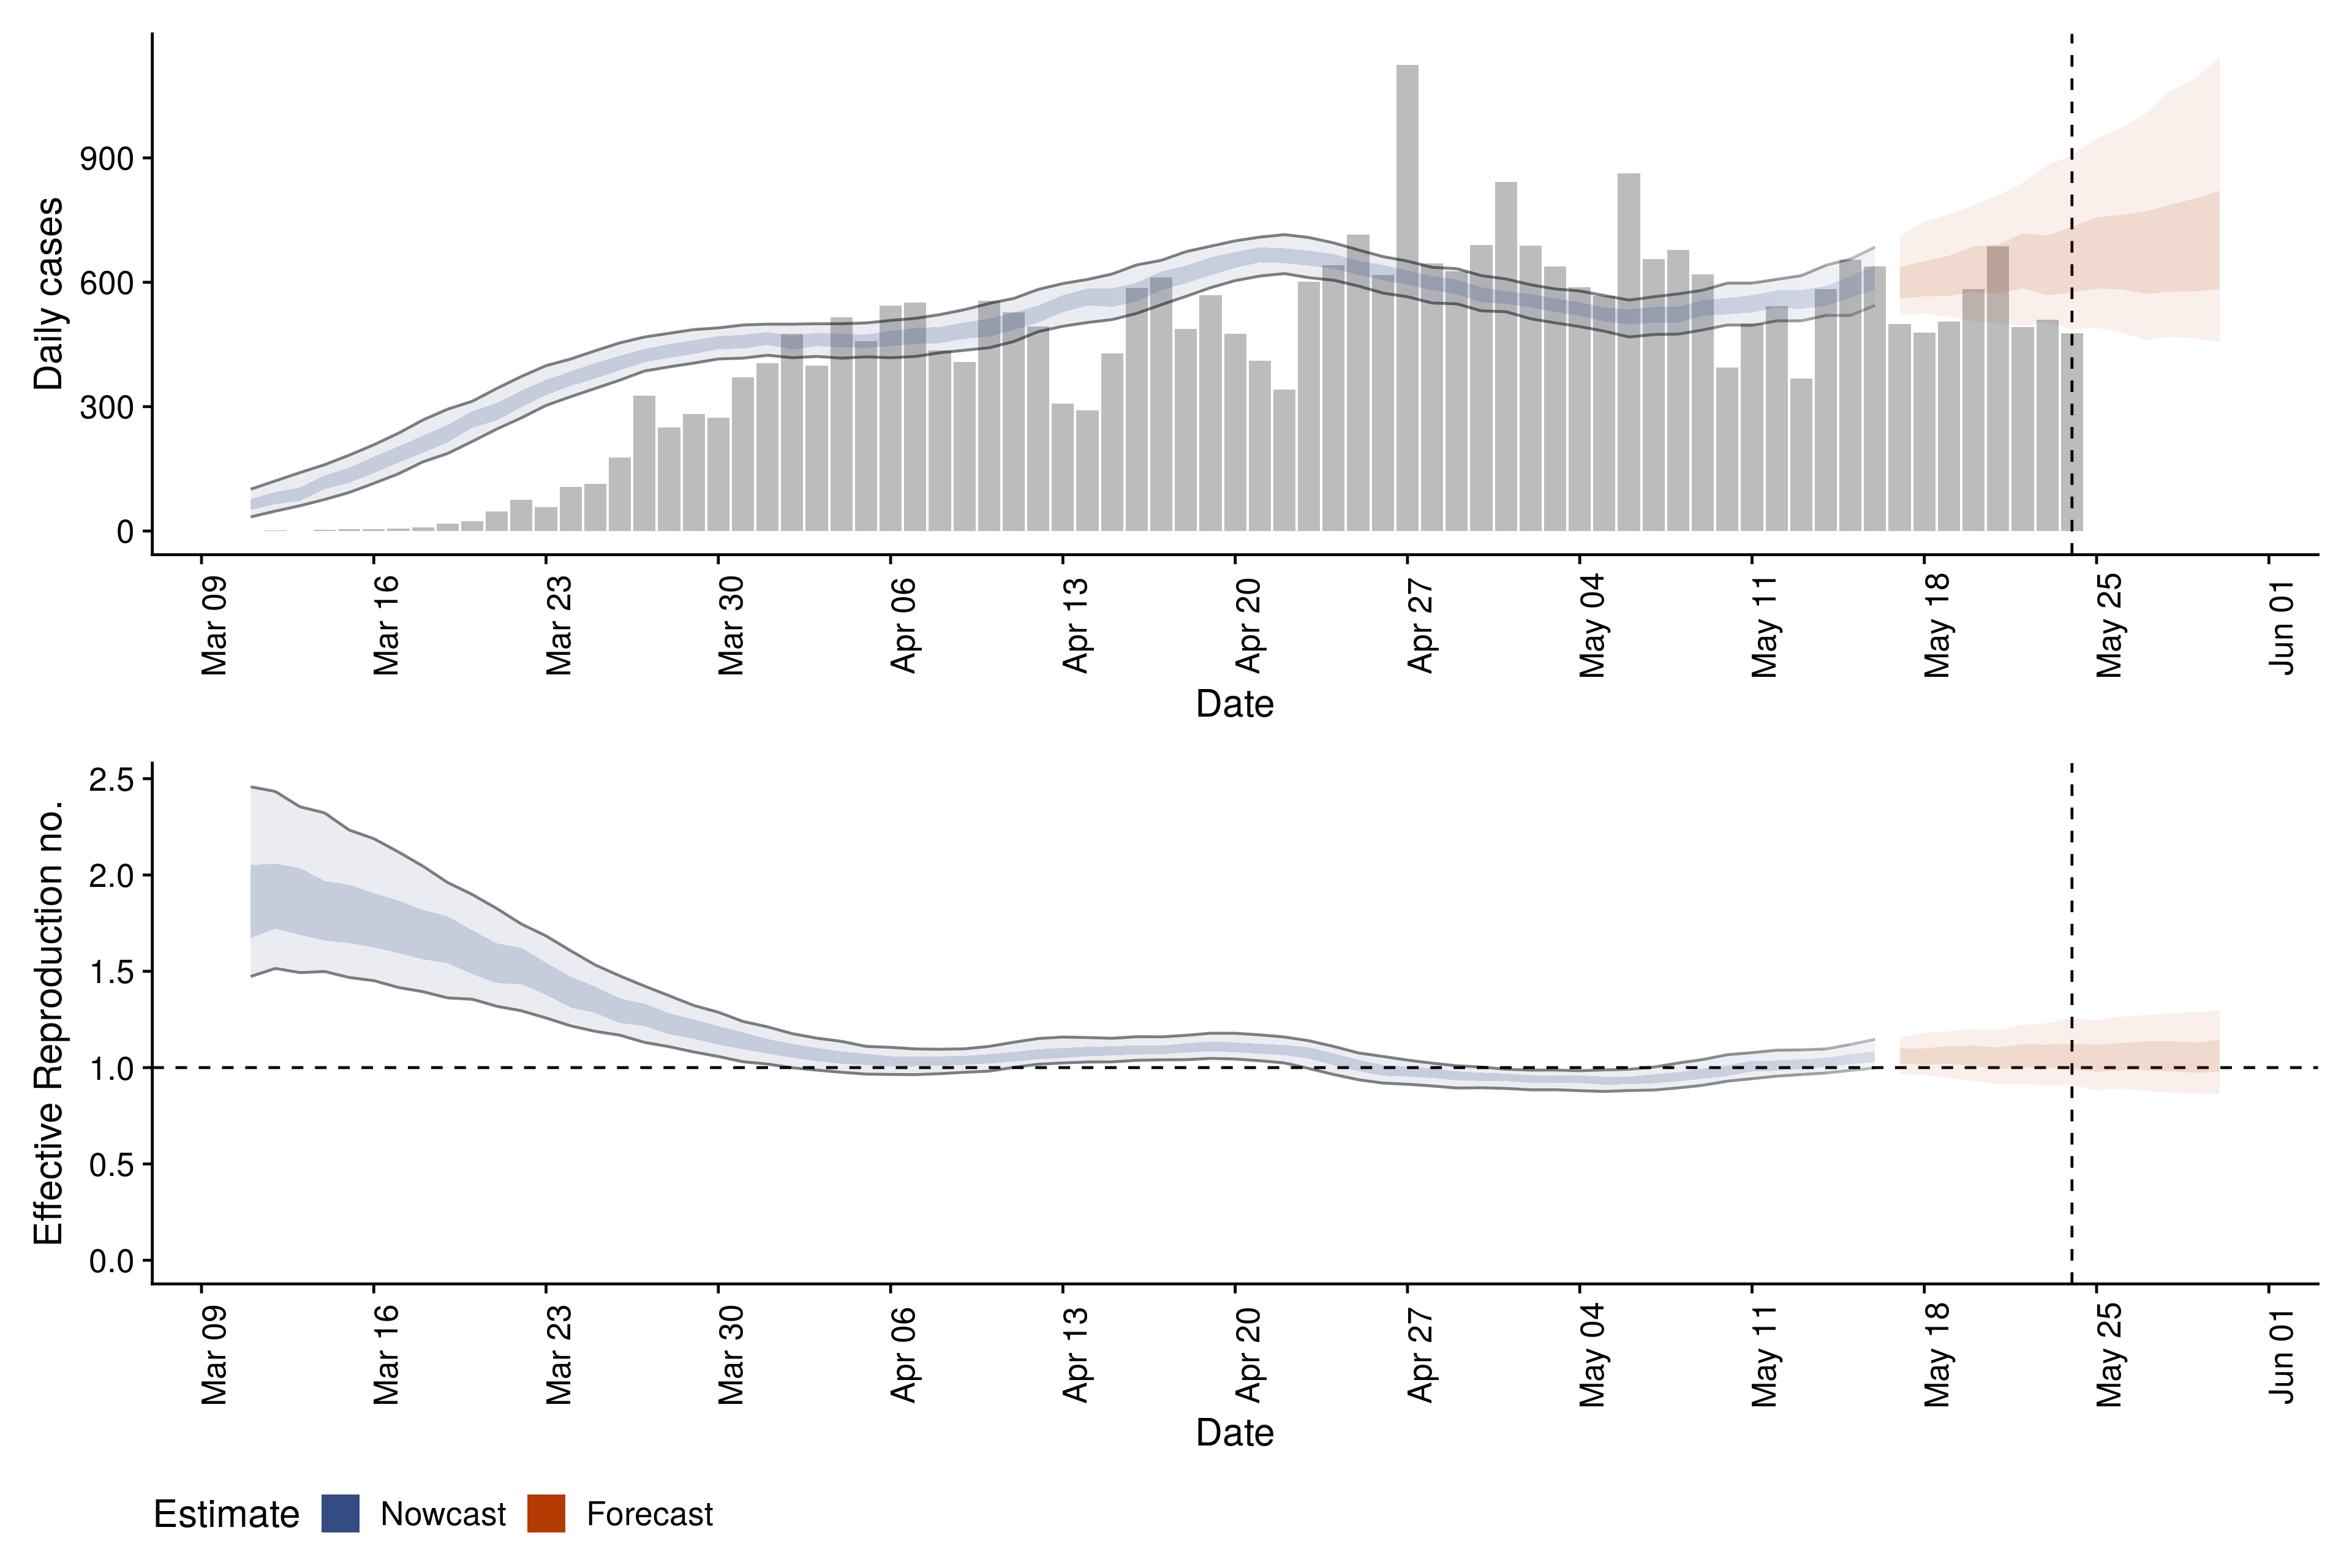 Daily cases
900
600
300
0
Mar 09
Mar 16
Mar 23
Mar 30
Apr 06
Apr 13
Apr 20
Apr 27
May 04
May 11
May 18
May 25
Jun 01
Date
Effective Reproduction no.
2.5
2.0
1.5
1.0
0.5
0.0
Mar 09
Mar 16
Mar 23
Mar 30
Apr 06
Apr 13
Apr 20
Apr 27
May 04
May 11
May 18
May 25
Jun 01
Date
Estimate Nowcast Forecast